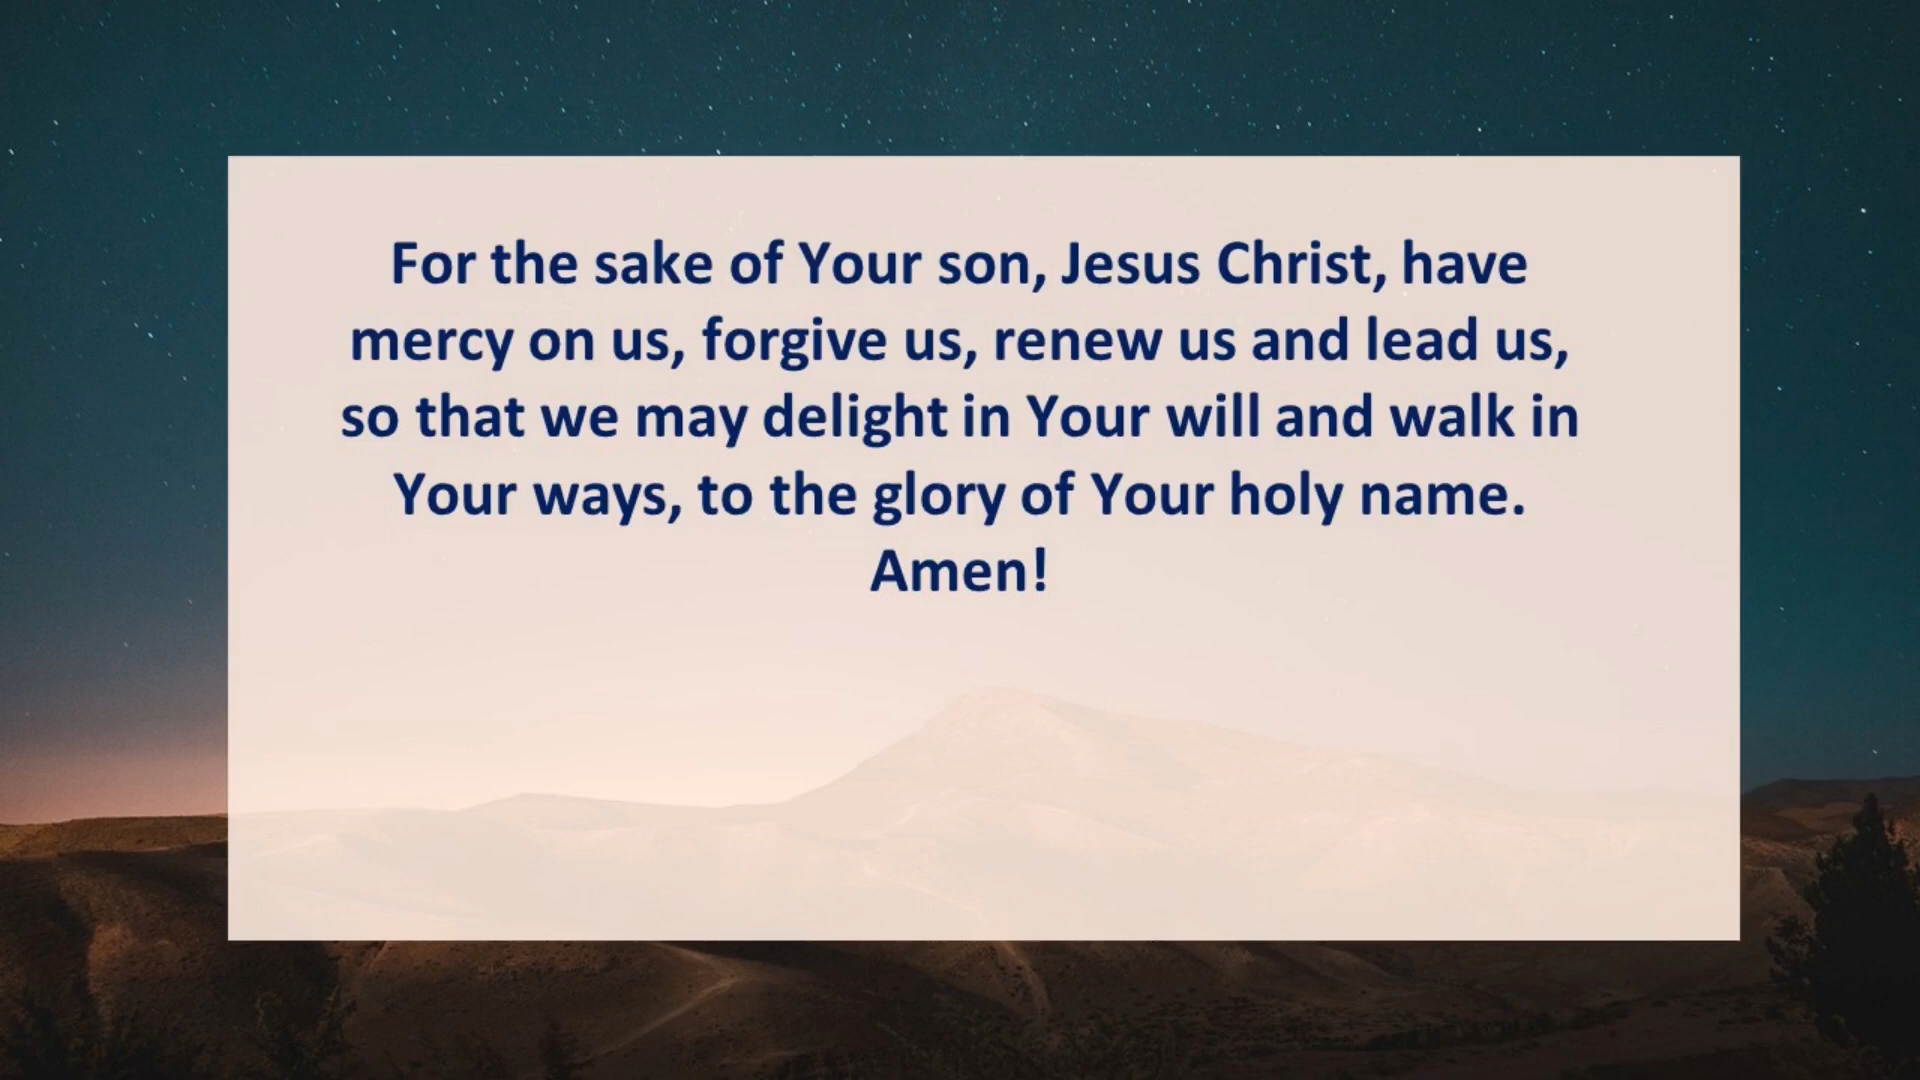 For the sake of Your son, Jesus Christ, have
mercy on us, forgive us, renew us and lead us,
so that we may delight in Your will and walk in
Your ways, to the glory of Your holy name.
Amen!